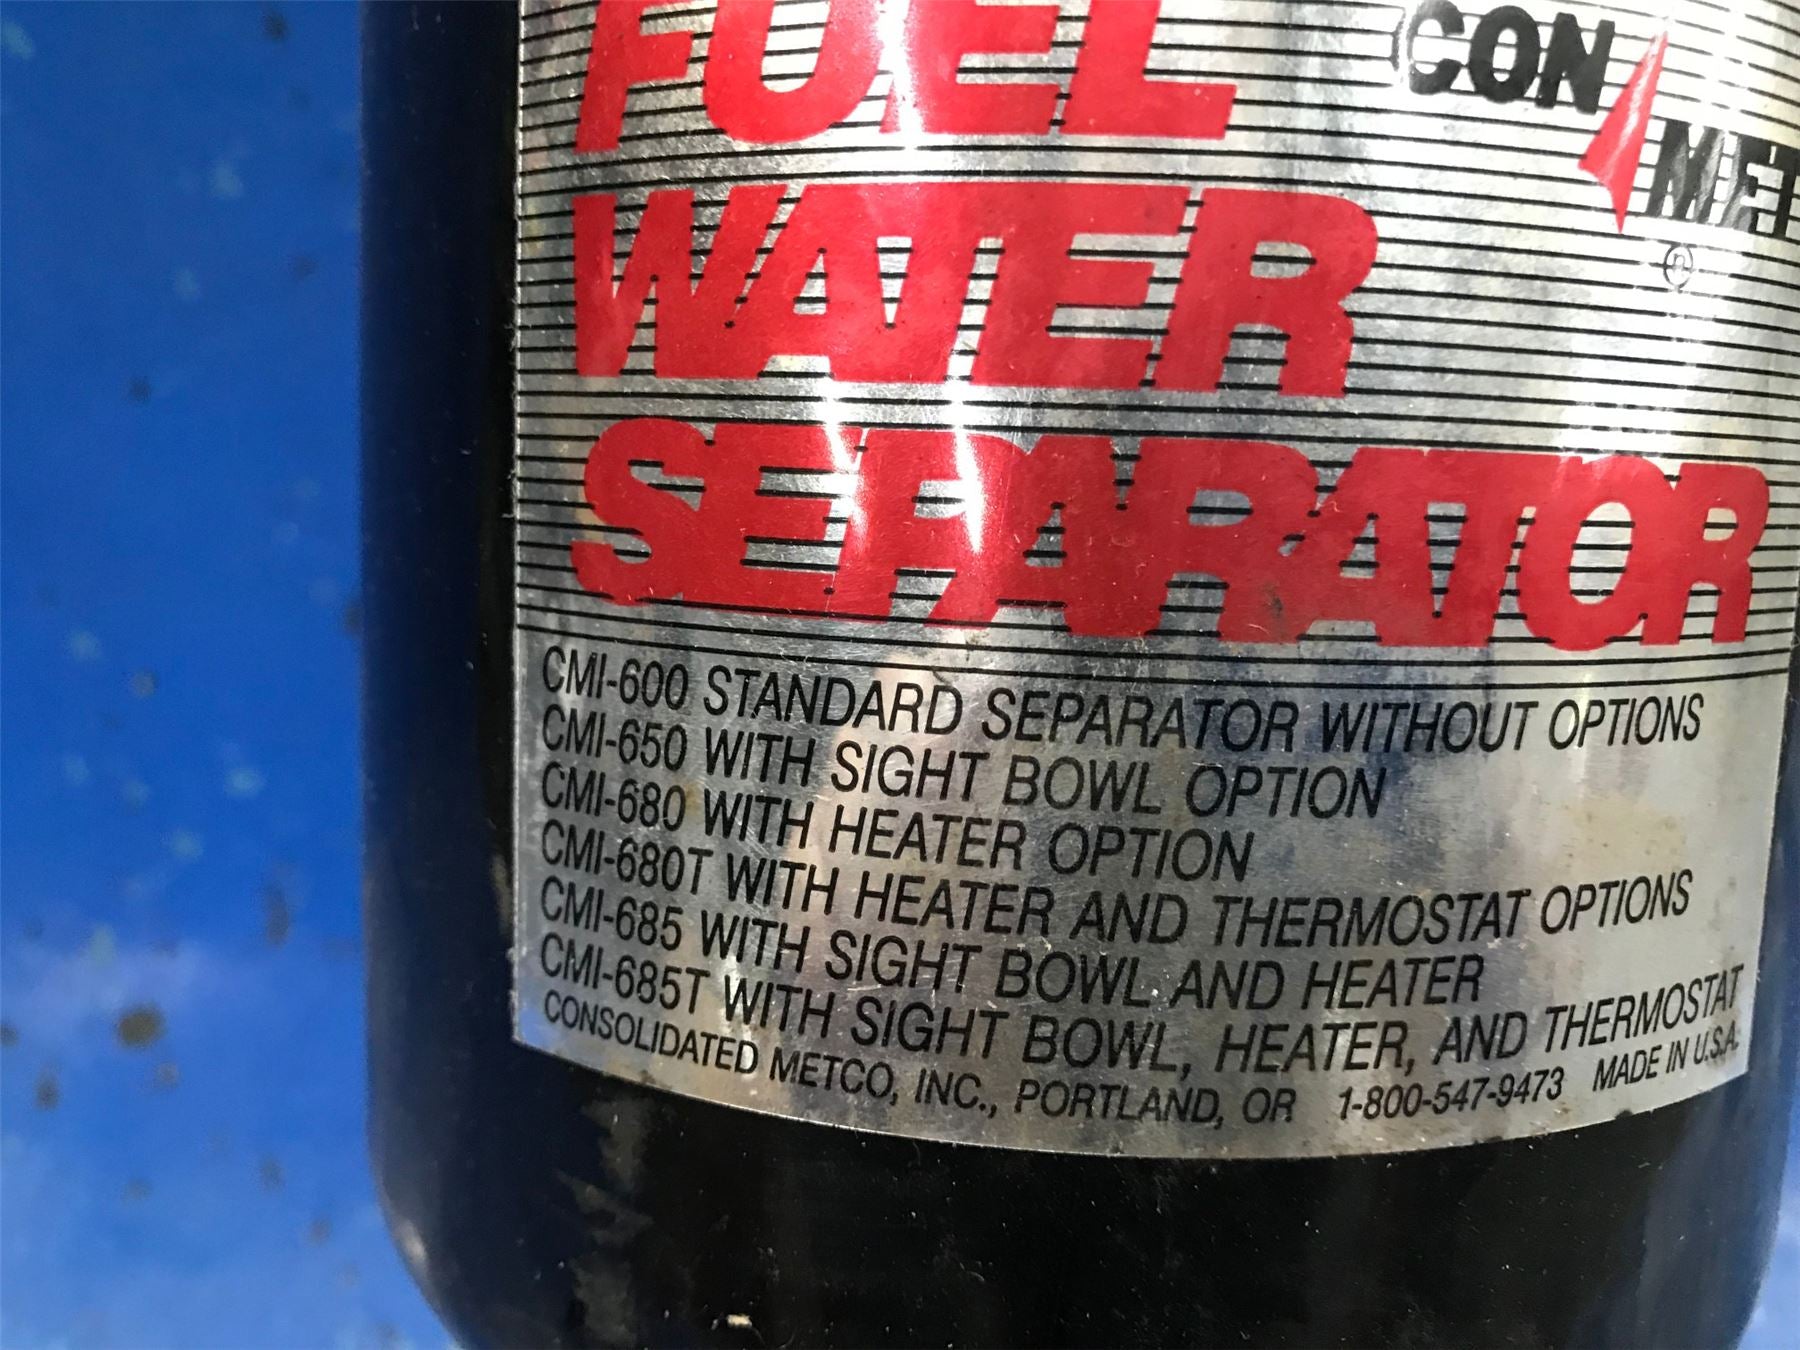 FUEL
WATER
SEPARATOR
CON
MET
®
CMI-600 STANDARD SEPARATOR WITHOUT OPTIONS
CMI-650 WITH SIGHT BOWL OPTION
CMI-680 WITH HEATER OPTION
CMI-680T WITH HEATER AND THERMOSTAT OPTIONS
CMI-685 WITH SIGHT BOWL AND HEATER
CMI-685T WITH SIGHT BOWL, HEATER, AND THERMOSTAT
CONSOLIDATED METCO, INC., PORTLAND, OR 1-800-547-9473 MADE IN U.S.A.